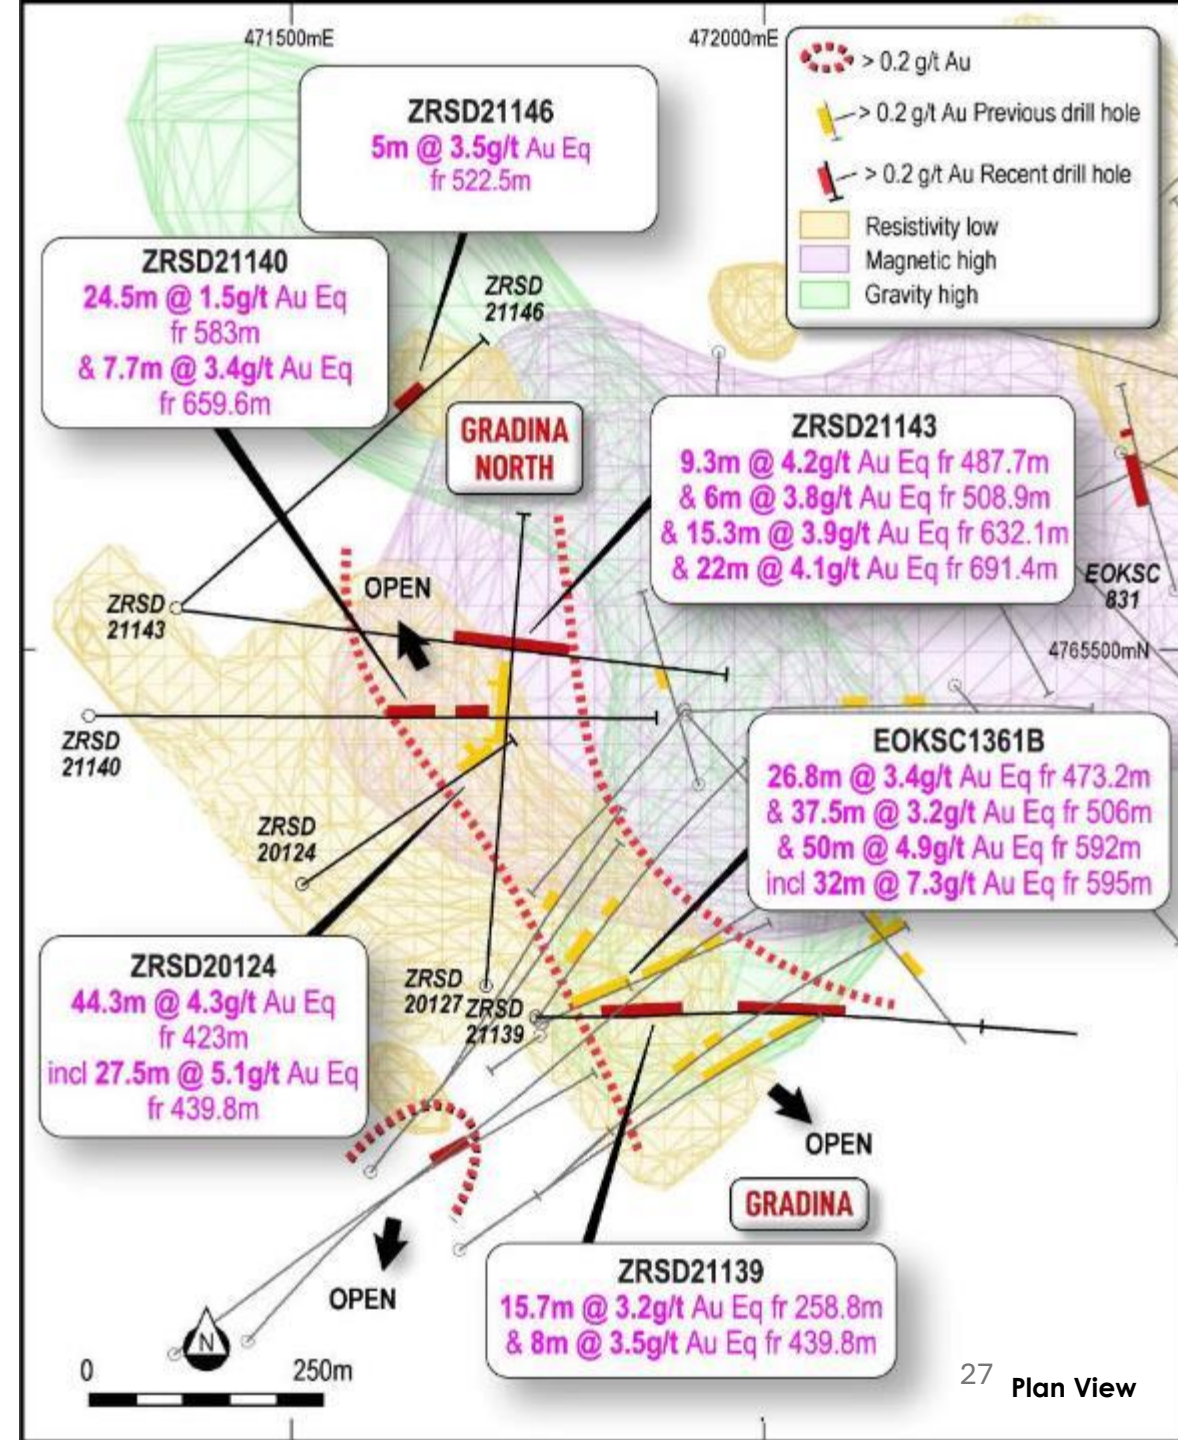 471500mE
472000mE
> 0.2 g/t Au
> 0.2 g/t Au Previous drill hole
> 0.2 g/t Au Recent drill hole
Resistivity low
Magnetic high
Gravity high
ZRSD21146
5m @ 3.5g/t Au Eq
fr 522.5m
ZRSD21140
24.5m @ 1.5g/t Au Eq
fr 583m
& 7.7m @ 3.4g/t Au Eq
fr 659.6m
ZRSD
21146
GRADINA
NORTH
ZRSD21143
9.3m @ 4.2g/t Au Eq fr 487.7m
& 6m @ 3.8g/t Au Eq fr 508.9m
& 15.3m @ 3.9g/t Au Eq fr 632.1m
& 22m @ 4.1g/t Au Eq fr 691.4m
EOKSC
831
OPEN
ZRSD
21143
4765500mN
ZRSD
21140
EOKSC1361B
26.8m @ 3.4g/t Au Eq fr 473.2m
& 37.5m @ 3.2g/t Au Eq fr 506m
& 50m @ 4.9g/t Au Eq fr 592m
incl 32m @ 7.3g/t Au Eq fr 595m
ZRSD
20124
ZRSD20124
44.3m @ 4.3g/t Au Eq
fr 423m
incl 27.5m @ 5.1g/t Au Eq
fr 439.8m
ZRSD
20127
ZRSD
21139
OPEN
GRADINA
OPEN
ZRSD21139
15.7m @ 3.2g/t Au Eq fr 258.8m
& 8m @ 3.5g/t Au Eq fr 439.8m
N
0
250m
27
Plan View